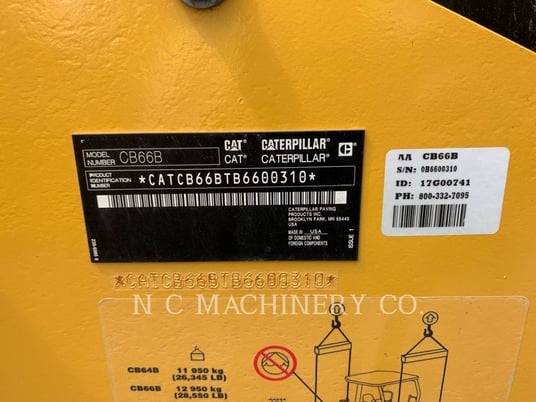 MODEL NUMBER CB66B
CAT® CATERPILLAR®
CAT® CATERPILLAR®
PRODUCT IDENTIFICATION NUMBER *CATCB66BTB6600310*
CATERPILLAR PAVING
PRODUCTS INC.
BROOKLYN PARK, MN 55445
USA
MADE IN USA
OF DOMESTIC AND
FOREIGN COMPONENTS
ISSUE 1
*CATCB66BTB6600310*
AA CB66B
S/N: 0B6600310
ID: 17G00741
PH: 800-332-7095
N C MACHINERY CO.
CB64B 11 950 kg
(26,345 LB)
CB66B 12 950 kg
(28,550 LB)